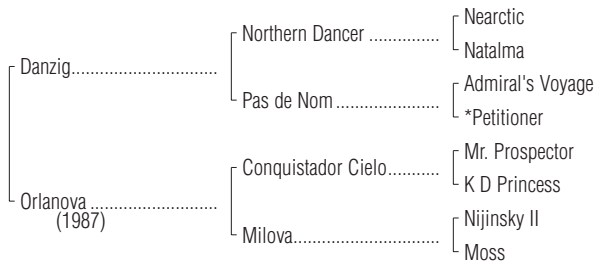 Nearctic
Northern Dancer ..............
Natalma
Danzig.............................
Admiral's Voyage
Pas de Nom ....................
*Petitioner
Mr. Prospector
Conquistador Cielo..........
K D Princess
Orlanova .........................
(1987)
Nijinsky II
Milova............................
Moss